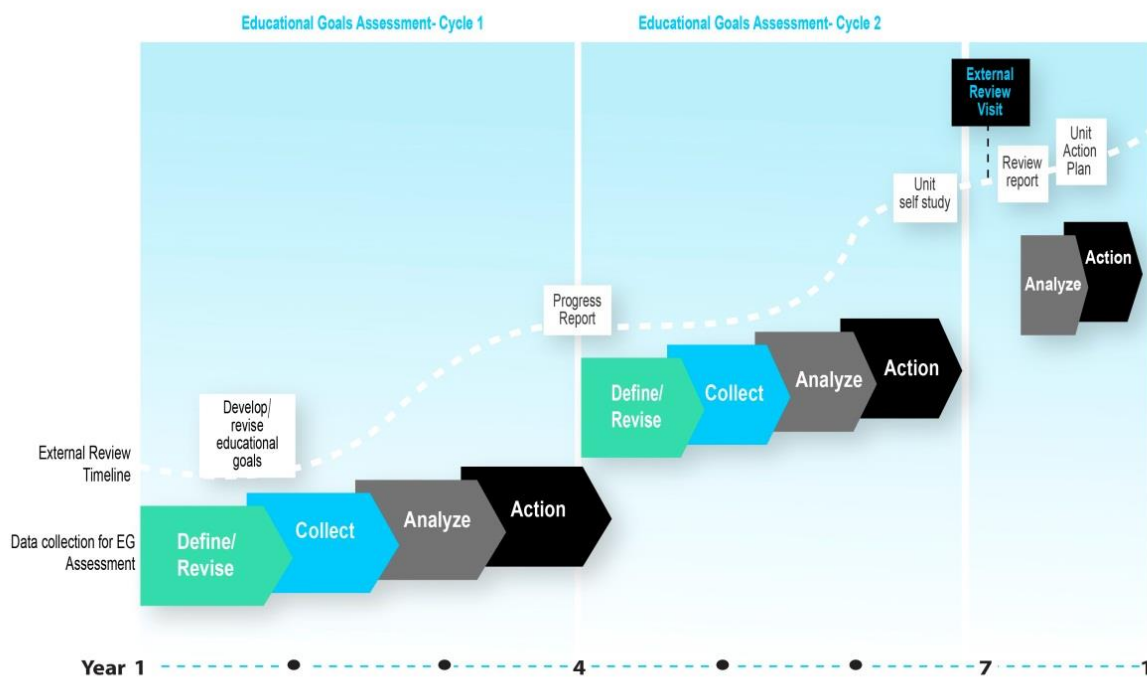 Educational Goals Assessment- Cycle 1
Educational Goals Assessment- Cycle 2
External
Review
Visit
Unit
Action
Plan
Review
report
Unit
self study
Action
Analyze
Progress
Report
Define/
Revise
Collect
Analyze
Action
Develop/
revise
educational
goals
External Review
Timeline
Data collection for EG
Assessment
Define/
Revise
Collect
Analyze
Action
Year 1
4
7
1